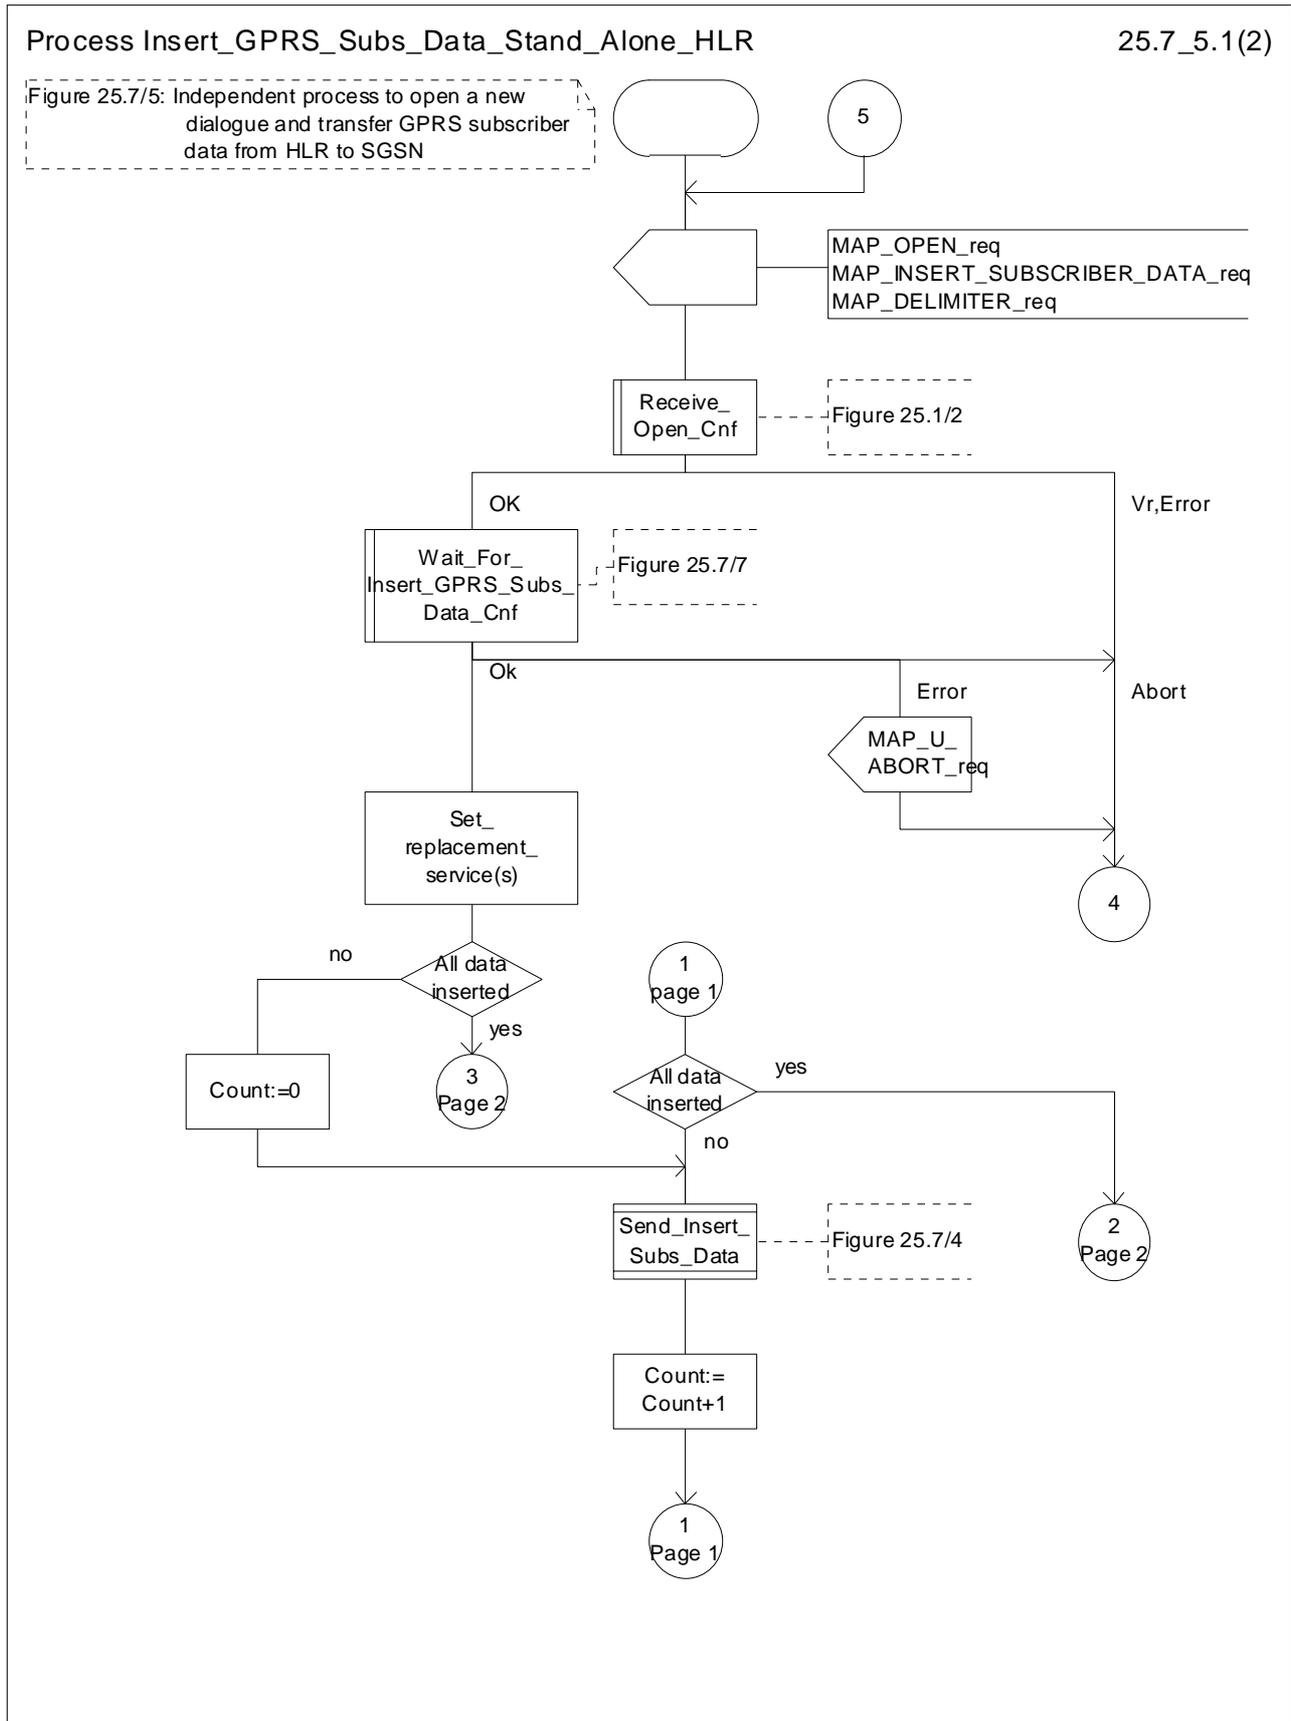 Process Insert_GPRS_Subs_Data_Stand_Alone_HLR
25.7_5.1(2)
Figure 25.7/5: Independent process to open a new
dialogue and transfer GPRS subscriber
data from HLR to SGSN
5
MAP_OPEN_req
MAP_INSERT_SUBSCRIBER_DATA_req
MAP_DELIMITER_req
Receive_
Open_Cnf
Figure 25.1/2
OK
Vr,Error
Wait_For_
Insert_GPRS_Subs_
Data_Cnf
Figure 25.7/7
Ok
Error
Abort
MAP_U_
ABORT_req
Set_
replacement_
service(s)
4
no
All data
inserted
yes
1
page 1
Count:=0
3
Page 2
All data
inserted
yes
no
Send_Insert_
Subs_Data
Figure 25.7/4
2
Page 2
Count:=
Count+1
1
Page 1